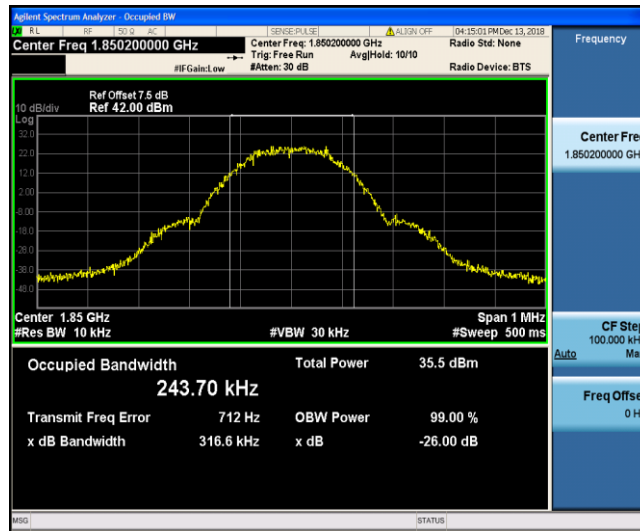 Agilent Spectrum Analyzer - Occupied BW
RL RF 50 Ω AC SENSE:PULSE ALIGN OFF 04:15:01 PM Dec 13, 2018
Center Freq 1.850200000 GHz
Center Freq: 1.850200000 GHz
Radio Std: None
Trig: Free Run Avg|Hold: 10/10
#IFGain:Low #Atten: 30 dB Radio Device: BTS
Ref Offset 7.5 dB
10 dB/div Ref 42.00 dBm
Log
32.0
22.0
12.0
2.00
-8.00
-18.0
-28.0
-38.0
-48.0
Center 1.85 GHz Span 1 MHz
#Res BW 10 kHz #VBW 30 kHz #Sweep 500 ms
Occupied Bandwidth Total Power 35.5 dBm
243.70 kHz
Transmit Freq Error 712 Hz OBW Power 99.00 %
x dB Bandwidth 316.6 kHz x dB -26.00 dB
MSG STATUS
Frequency
Center Fre
1.850200000 GH
CF Step
100.000 kH
Auto Ma
Freq Offse
0 H